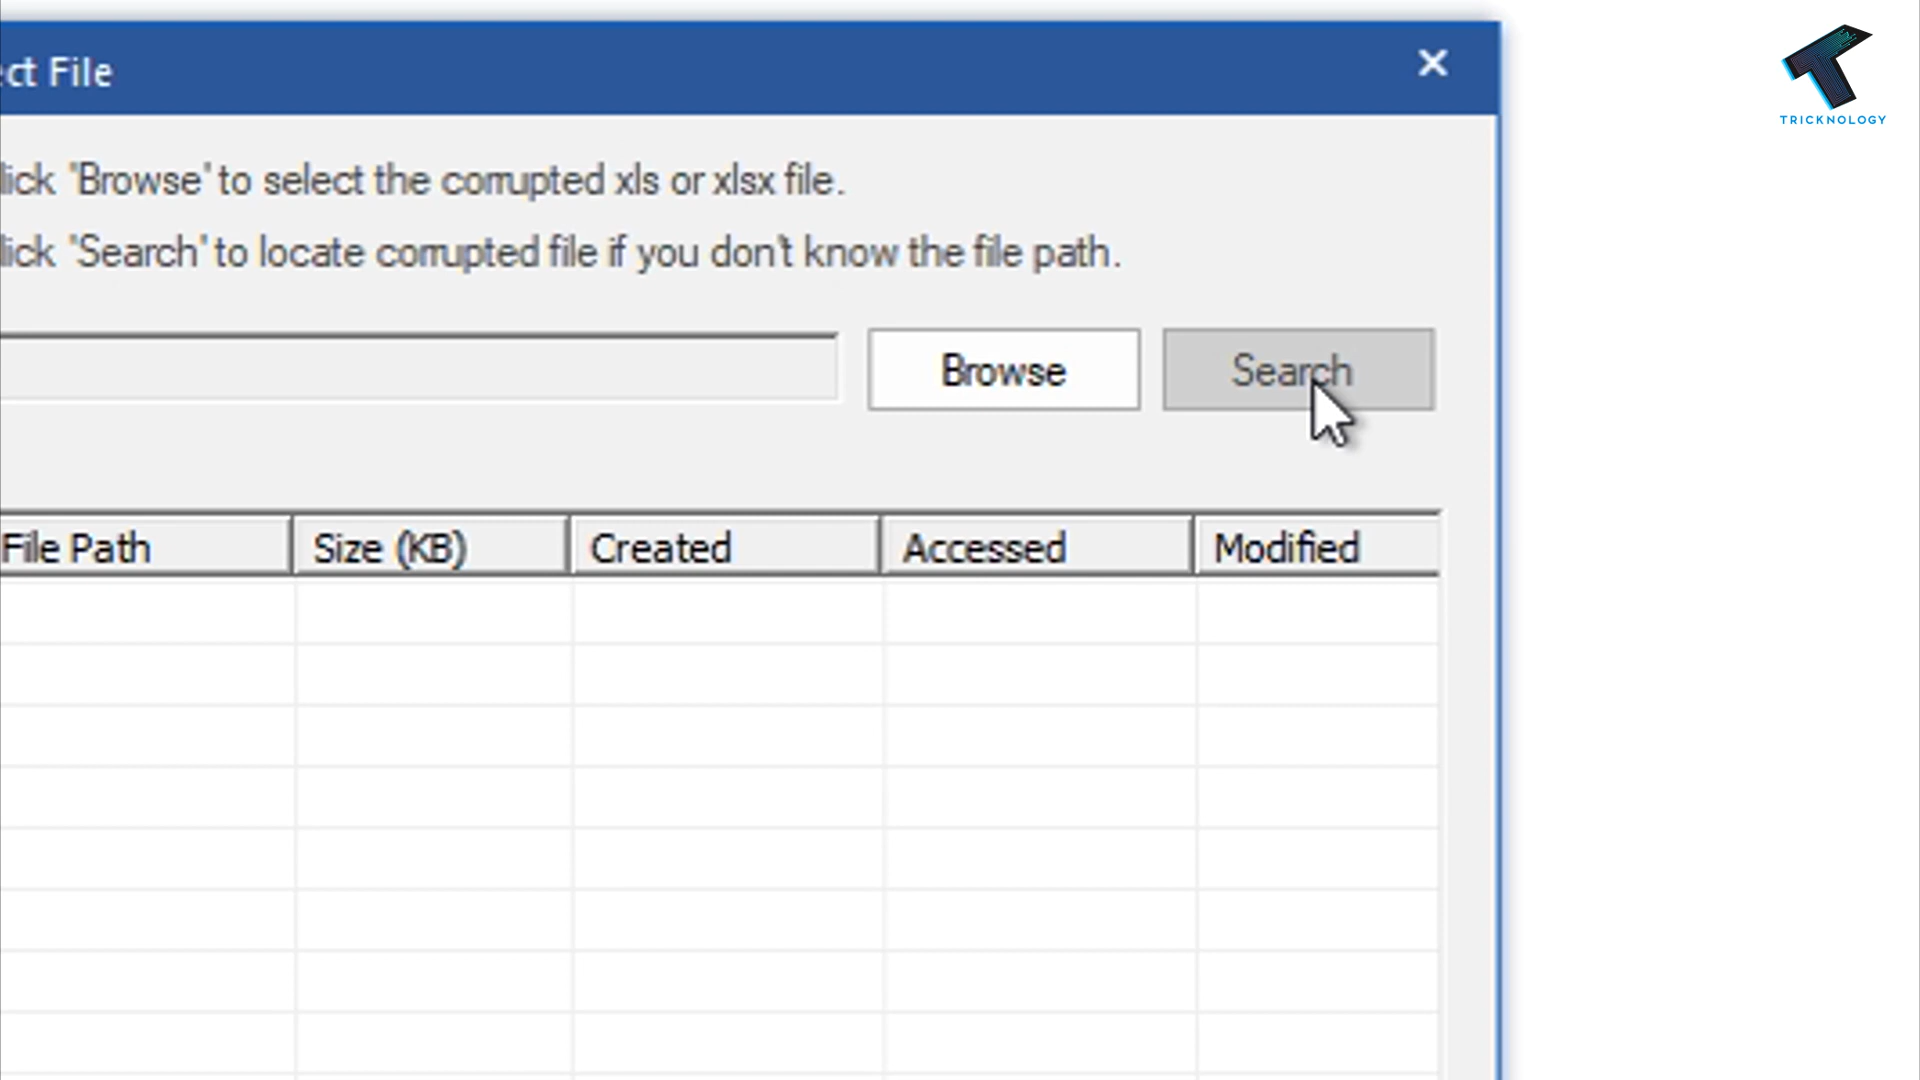 ct File
TRICKNOLOGY
lick 'Browse' to select the corrupted xls or xlsx file.
lick 'Search' to locate corrupted file if you don't know the file path.
Browse Search
File Path Size (KB) Created Accessed Modified